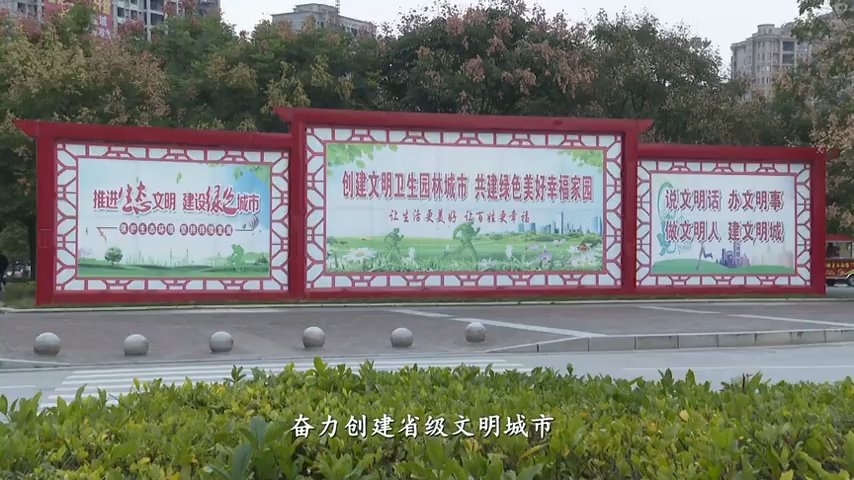 推进生态文明 建设绿色城市
创建文明卫生园林城市 共建绿色美好幸福家园
让生活更美好 让百姓更幸福
说文明话 办文明事
做文明人 建文明城
奋力创建省级文明城市